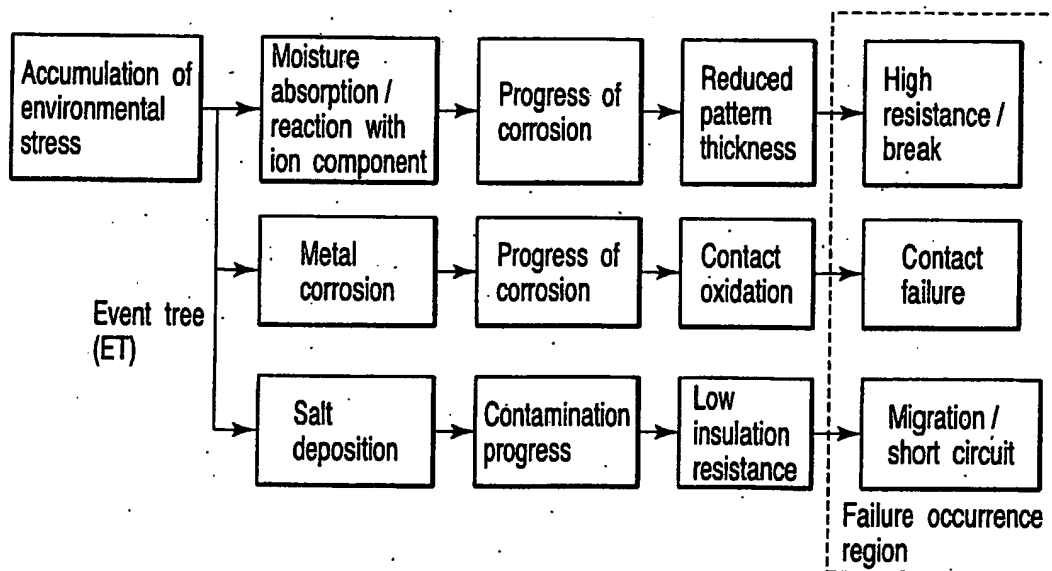 Accumulation of
environmental
stress
Moisture
absorption /
reaction with
ion component
Progress of
corrosion
Reduced
pattern
thickness
High
resistance /
break
Metal
corrosion
Progress of
corrosion
Contact
oxidation
Contact
failure
Event tree
(ET)
Salt
deposition
Contamination
progress
Low
insulation
resistance
Migration /
short circuit
Failure occurrence
region